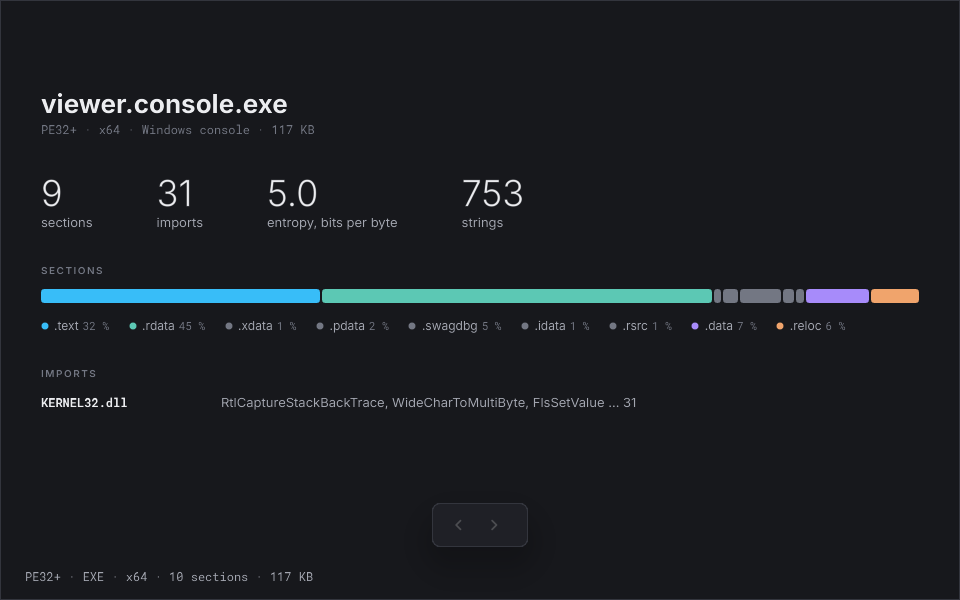 viewer.console.exe
PE32+ · x64 · Windows console · 117 KB
9 31 5.0 753
sections imports entropy, bits per byte strings
SECTIONS
.text 32 % .rdata 45 % .xdata 1 % .pdata 2 % .swagdbg 5 % .idata 1 % .rsrc 1 % .data 7 % .reloc 6 %
IMPORTS
KERNEL32.dll RtlCaptureStackBackTrace, WideCharToMultiByte, FlsSetValue … 31
PE32+ · EXE · x64 · 10 sections · 117 KB